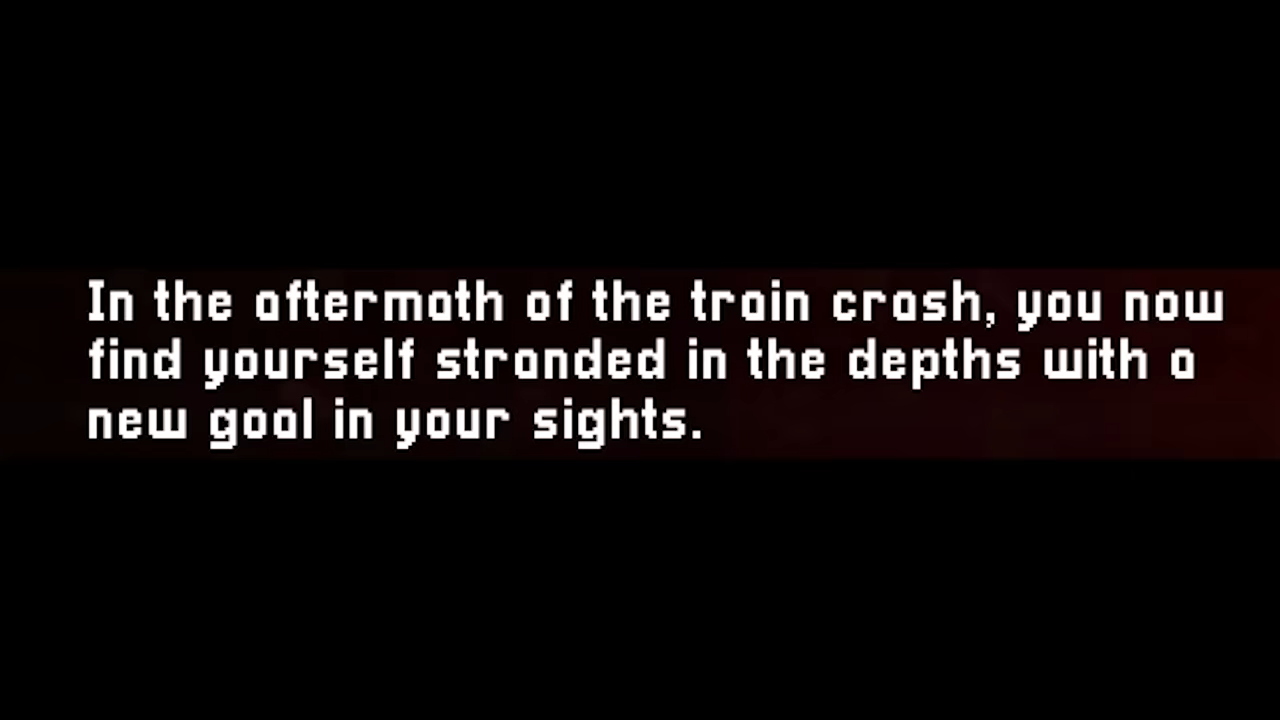 In the aftermath of the train crash, you now
find yourself stranded in the depths with a
new goal in your sights.